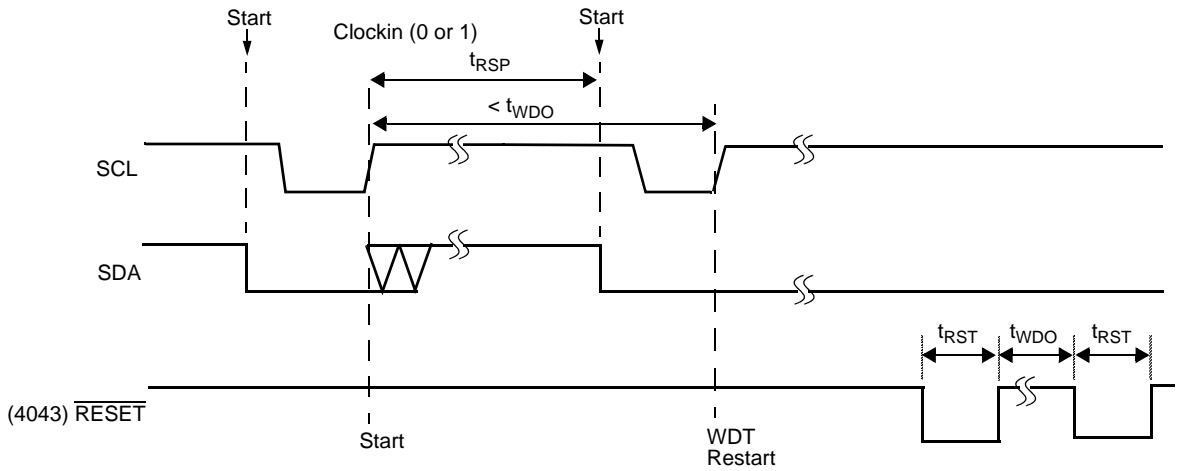 Start
Start
Clockin (0 or 1)
tRSP
< tWDO
SCL
SDA
tRST
tWDO
tRST
(4043) RESET
Start
WDT
Restart